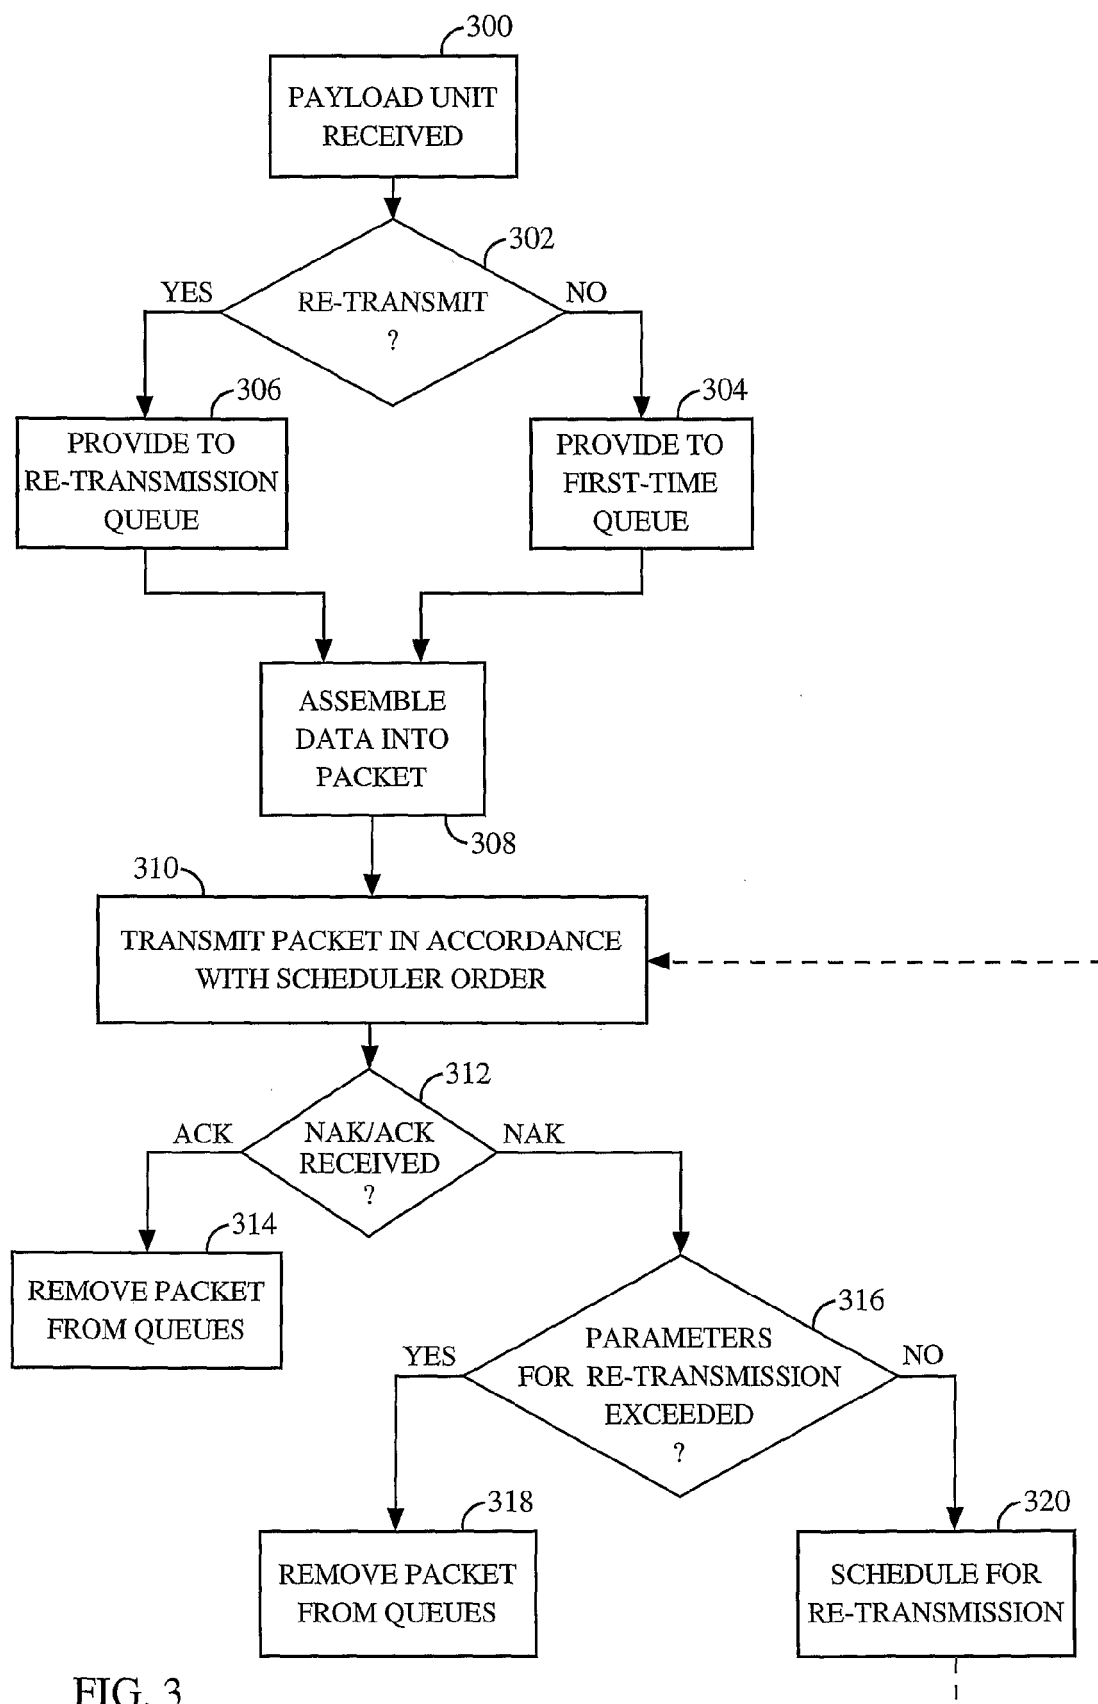 300
PAYLOAD UNIT
RECEIVED
302
YES
RE-TRANSMIT
?
NO
306
PROVIDE TO
RE-TRANSMISSION
QUEUE
304
PROVIDE TO
FIRST-TIME
QUEUE
ASSEMBLE
DATA INTO
PACKET
308
310
TRANSMIT PACKET IN ACCORDANCE
WITH SCHEDULER ORDER
312
ACK
NAK/ACK
RECEIVED
?
NAK
314
REMOVE PACKET
FROM QUEUES
316
YES
PARAMETERS
FOR RE-TRANSMISSION
EXCEEDED
?
NO
318
REMOVE PACKET
FROM QUEUES
320
SCHEDULE FOR
RE-TRANSMISSION
FIG. 3